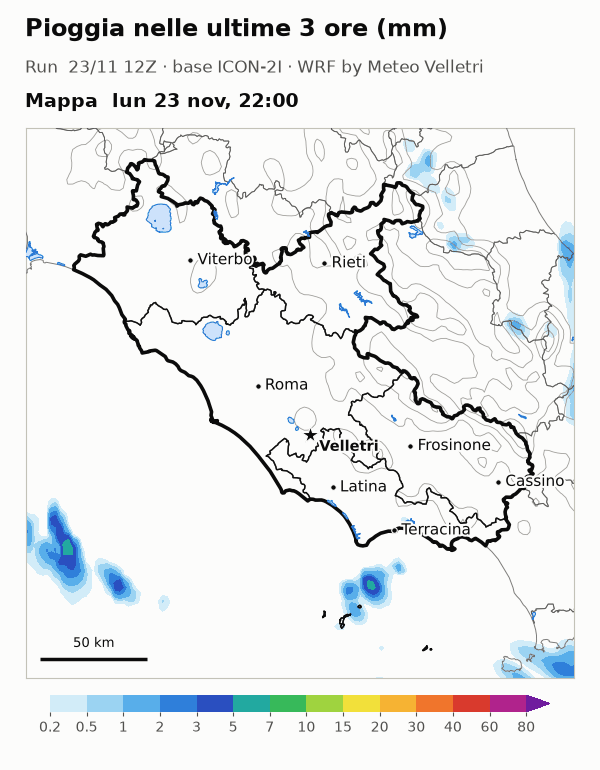 Pioggia nelle ultime 3 ore (mm)
Run  23/11 12Z · base ICON-2I · WRF by Meteo Velletri
Mappa  lun 23 nov, 22:00
Viterbo
Rieti
Roma
Velletri
Frosinone
Cassino
Latina
Terracina
50 km
0.2 0.5 1 2 3 5 7 10 15 20 30 40 60 80